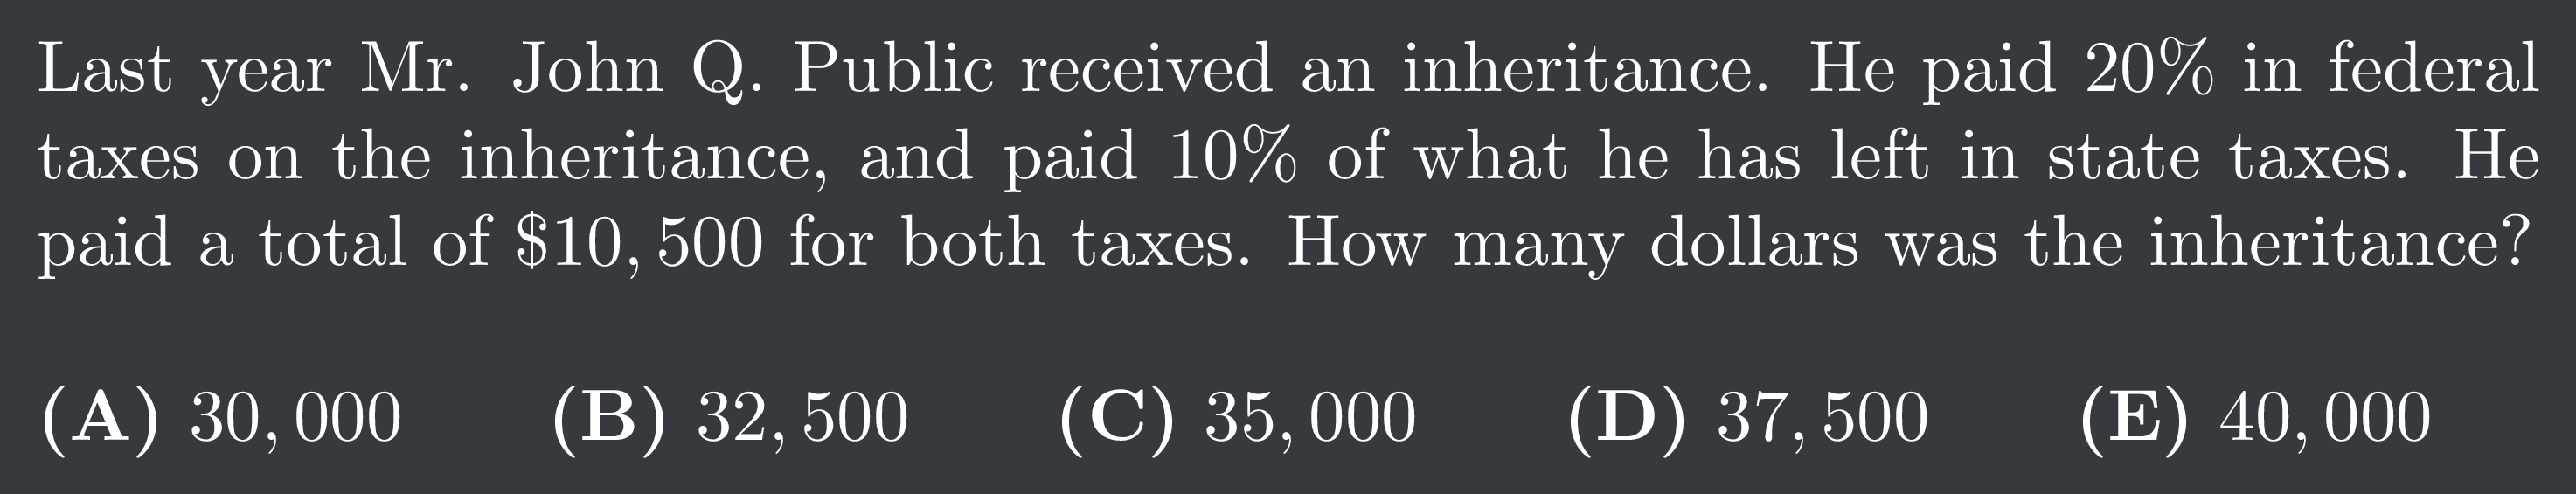 Last year Mr. John Q. Public received an inheritance. He paid 20% in federal
taxes on the inheritance, and paid 10% of what he has left in state taxes. He
paid a total of $10, 500 for both taxes. How many dollars was the inheritance?
(A) 30, 000 (B) 32, 500 (C) 35, 000 (D) 37, 500 (E) 40, 000